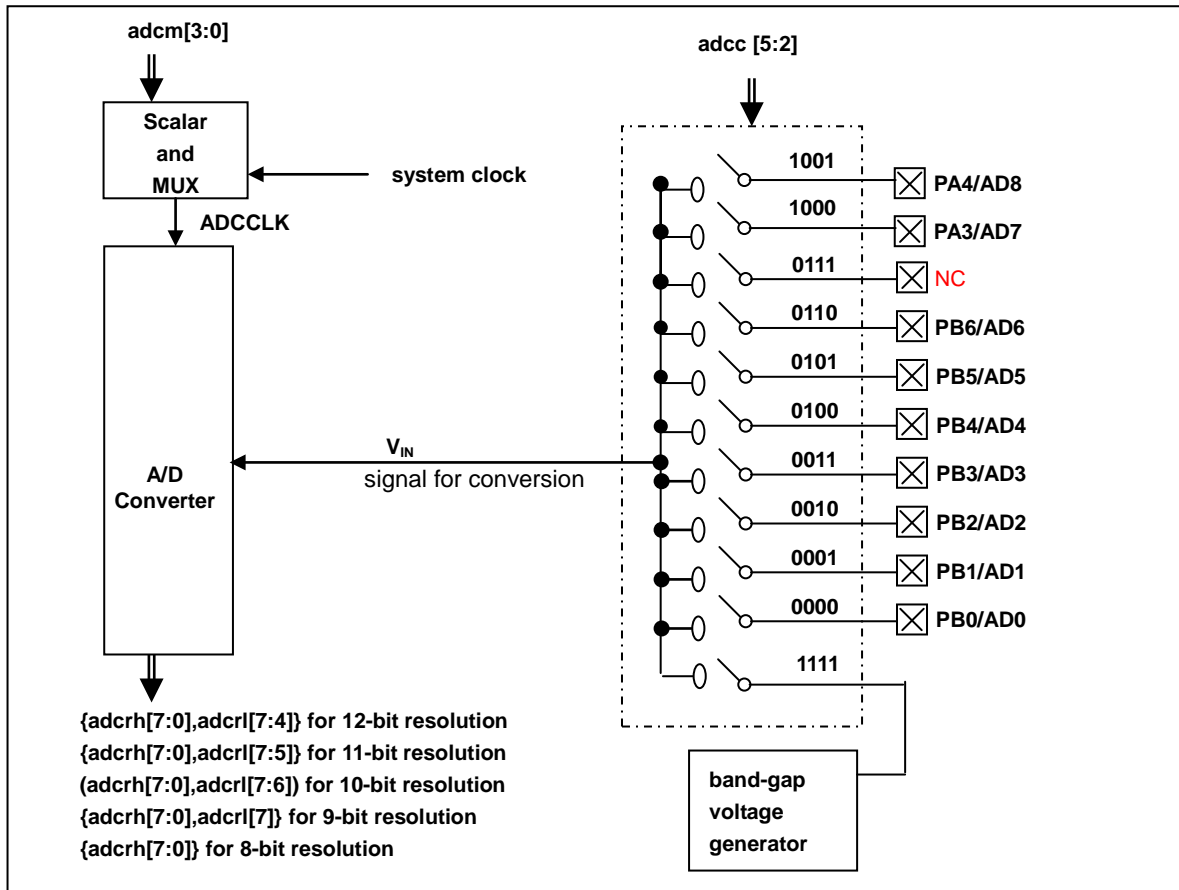 adcm[3:0]
adcc [5:2]
Scalar
and
MUX
system clock
ADCCLK
1001
PA4/AD8
1000
PA3/AD7
0111
NC
0110
PB6/AD6
0101
PB5/AD5
0100
PB4/AD4
VIN
signal for conversion
0011
PB3/AD3
A/D
Converter
0010
PB2/AD2
0001
PB1/AD1
0000
PB0/AD0
1111
{adcrh[7:0],adcrl[7:4]} for 12-bit resolution
{adcrh[7:0],adcrl[7:5]} for 11-bit resolution
(adcrh[7:0],adcrl[7:6]) for 10-bit resolution
{adcrh[7:0],adcrl[7]} for 9-bit resolution
{adcrh[7:0]} for 8-bit resolution
band-gap
voltage
generator